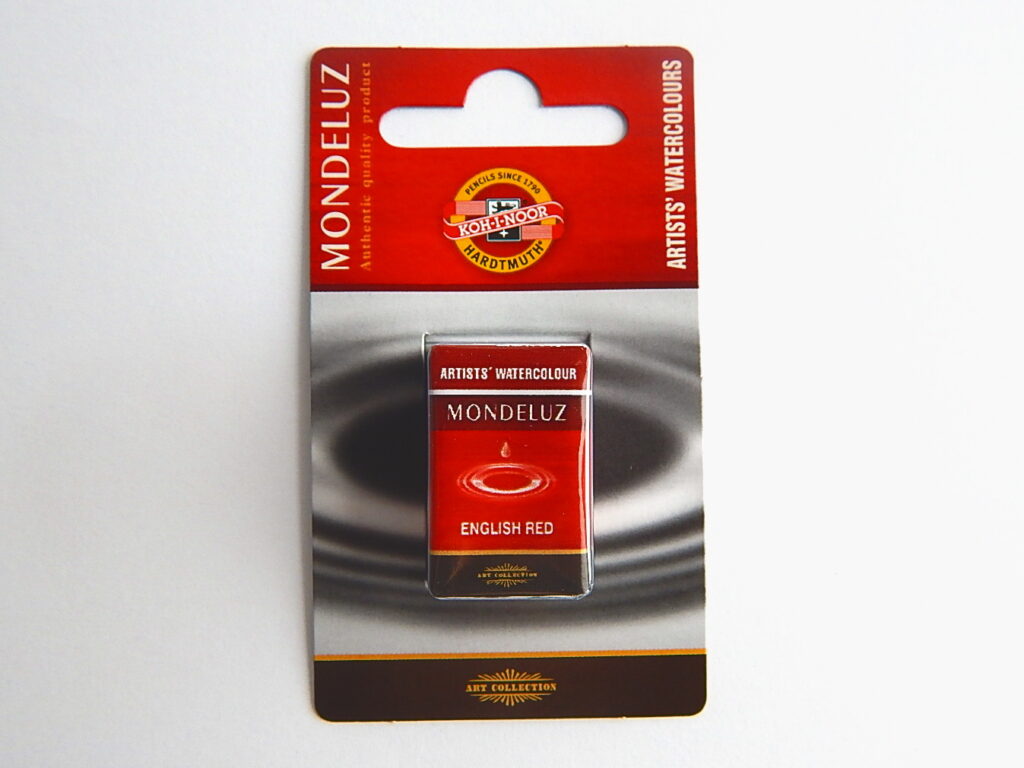 MONDELUZ
Authentic quality product
ARTISTS' WATERCOLOURS
PENCILS SINCE 1790
KOH-I-NOOR
HARDTMUTH®
ARTISTS' WATERCOLOUR
MONDELUZ
ENGLISH RED
ART COLLECTION
ART COLLECTION